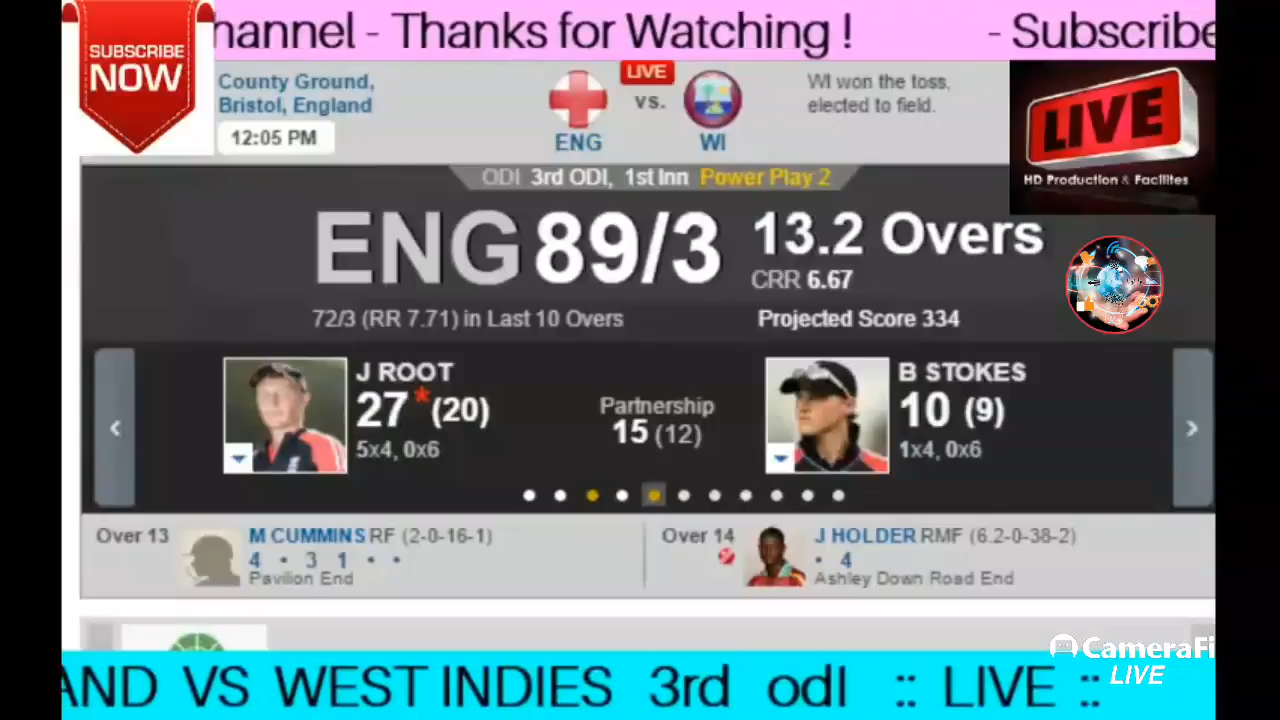 hannel - Thanks for Watching ! - Subscribe
SUBSCRIBE
NOW
County Ground,
Bristol, England
12:05 PM
LIVE
vs.
ENG
WI
WI won the toss,
elected to field.
LIVE
HD Production & Facilites
ODI 3rd ODI, 1st Inn Power Play 2
ENG 89/3
13.2 Overs
CRR 6.67
72/3 (RR 7.71) in Last 10 Overs
Projected Score 334
J ROOT
27*(20)
5x4, 0x6
Partnership
15 (12)
B STOKES
10 (9)
1x4, 0x6
Over 13
M CUMMINS RF (2-0-16-1)
4 • 3 1 • •
Pavilion End
Over 14
J HOLDER RMF (6.2-0-38-2)
• 4
Ashley Down Road End
CameraFi
LIVE
AND VS WEST INDIES 3rd odI :: LIVE ::